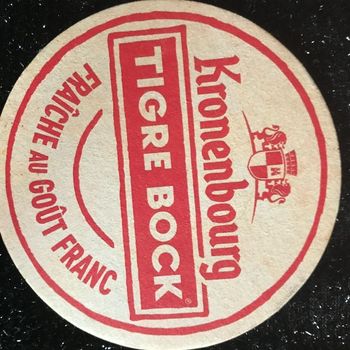 Kronenbourg
TIGRE BOCK
FRAÎCHE AU GOÛT FRANC